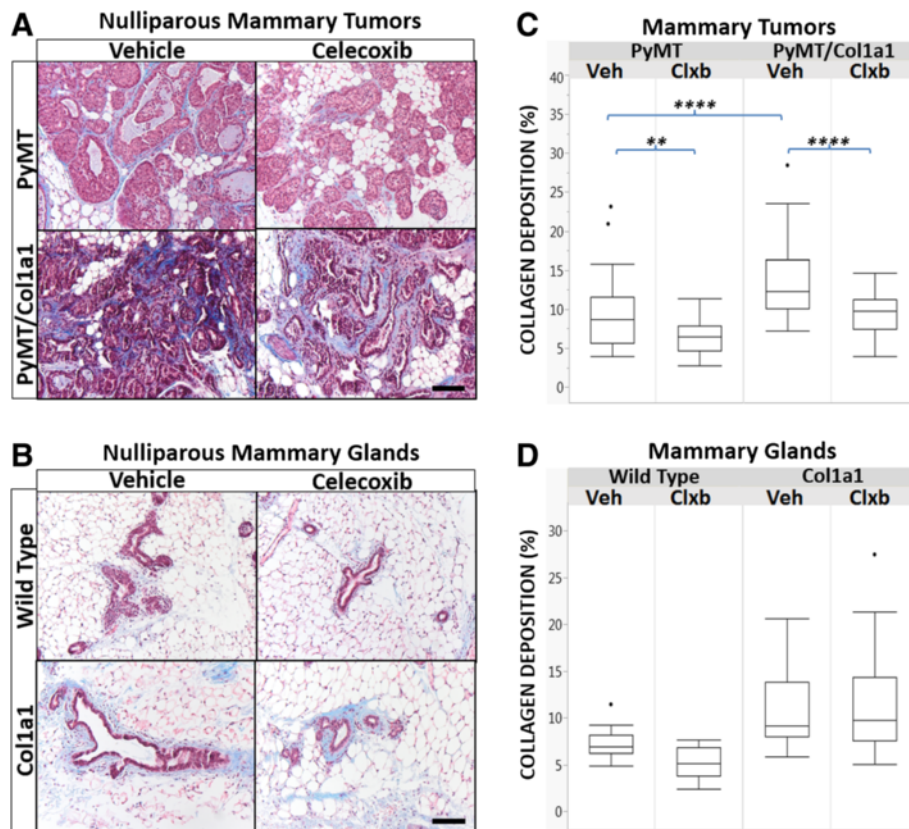 A
Nulliparous Mammary Tumors
Vehicle
Celecoxib
PyMT
PyMT/Col1a1
B
Nulliparous Mammary Glands
Vehicle
Celecoxib
Wild Type
Col1a1
C
Mammary Tumors
PyMT
PyMT/Col1a1
Veh
Clxb
Veh
Clxb
COLLAGEN DEPOSITION (%)
40
35
30
25
20
15
10
5
0
****
**
****
D
Mammary Glands
Wild Type
Col1a1
Veh
Clxb
Veh
Clxb
COLLAGEN DEPOSITION (%)
30
25
20
15
10
5
0